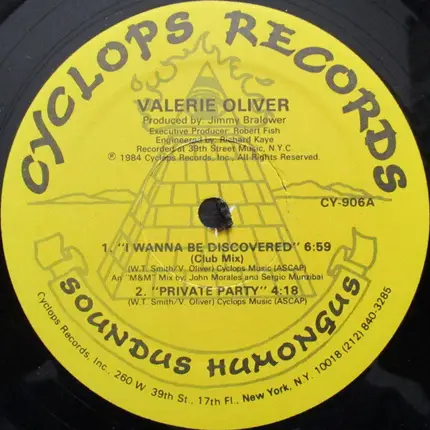 CYCLOPS RECORDS
VALERIE OLIVER
Produced by: Jimmy Bralower
Executive Producer: Robert Fish
Engineered by: Richard Kaye
Recorded at 39th Street Music, N.Y.C
℗ 1984 Cyclops Records, Inc., All Rights Reserved.
CY-906A
1. "I WANNA BE DISCOVERED" 6:59
(Club Mix)
(W.T. Smith/V. Oliver) Cyclops Music (ASCAP)
An "M&M" Mix by: John Morales and Sergio Munzibai
2. "PRIVATE PARTY" 4:18
(W.T. Smith/V. Oliver) Cyclops Music (ASCAP)
SOUNDUS HUMONGUS
Cyclops Records, Inc., 260 W. 39th St., 17th Fl., New York, N.Y. 10018 (212) 840-3285